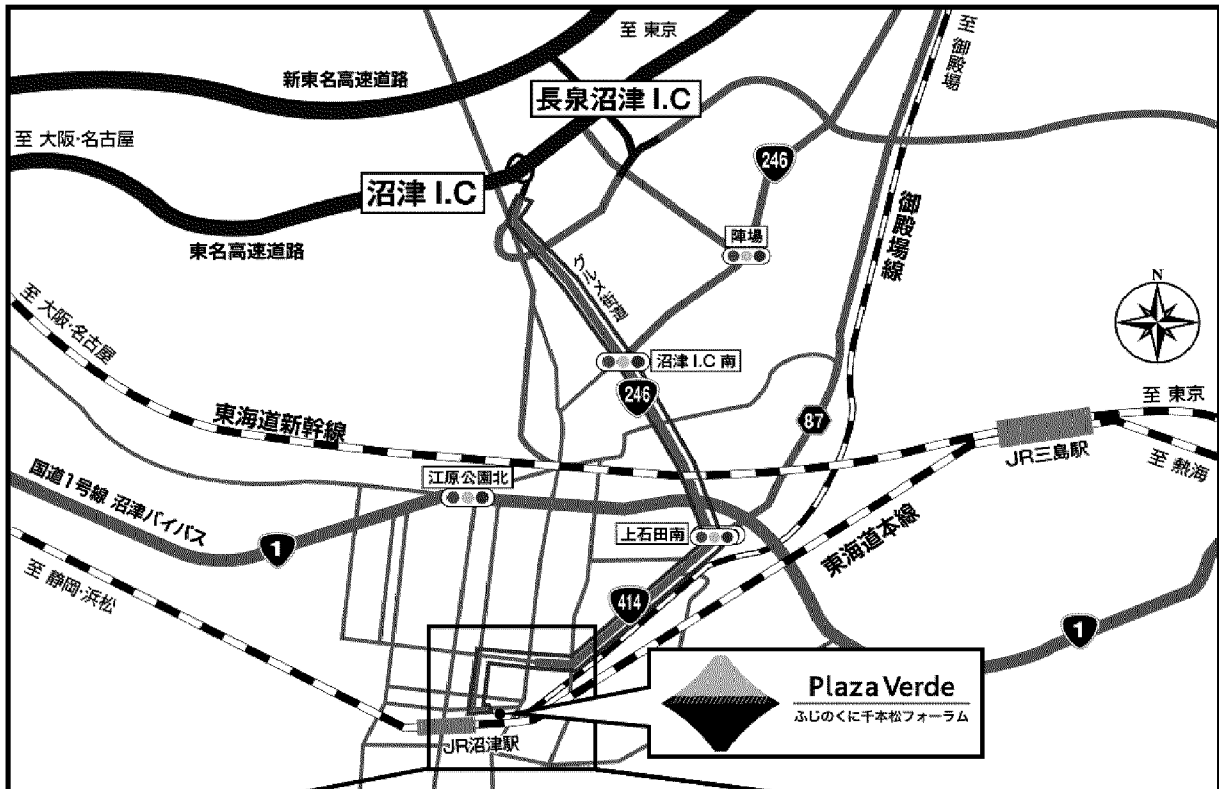 至 東京
至 御殿場
新東名高速道路
長泉沼津 I.C
至 大阪·名古屋
246
沼津 I.C
陣場
御殿場線
東名高速道路
グルメ街道
N
至 大阪·名古屋
沼津 I.C 南
246
至 東京
東海道新幹線
87
JR三島駅
至 熱海
江原公園北
国道1号線 沼津バイパス
上石田南
東海道本線
1
至 静岡·浜松
414
1
Plaza Verde
ふじのくに千本松フォーラム
JR沼津駅